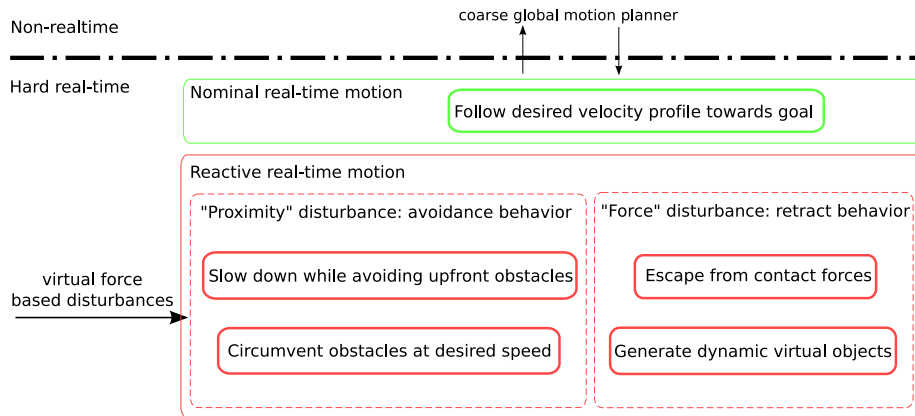 coarse global motion planner
Non-realtime
Hard real-time
Nominal real-time motion
Follow desired velocity profile towards goal
Reactive real-time motion
"Proximity" disturbance: avoidance behavior
"Force" disturbance: retract behavior
Slow down while avoiding upfront obstacles
Escape from contact forces
virtual force
based disturbances
Circumvent obstacles at desired speed
Generate dynamic virtual objects